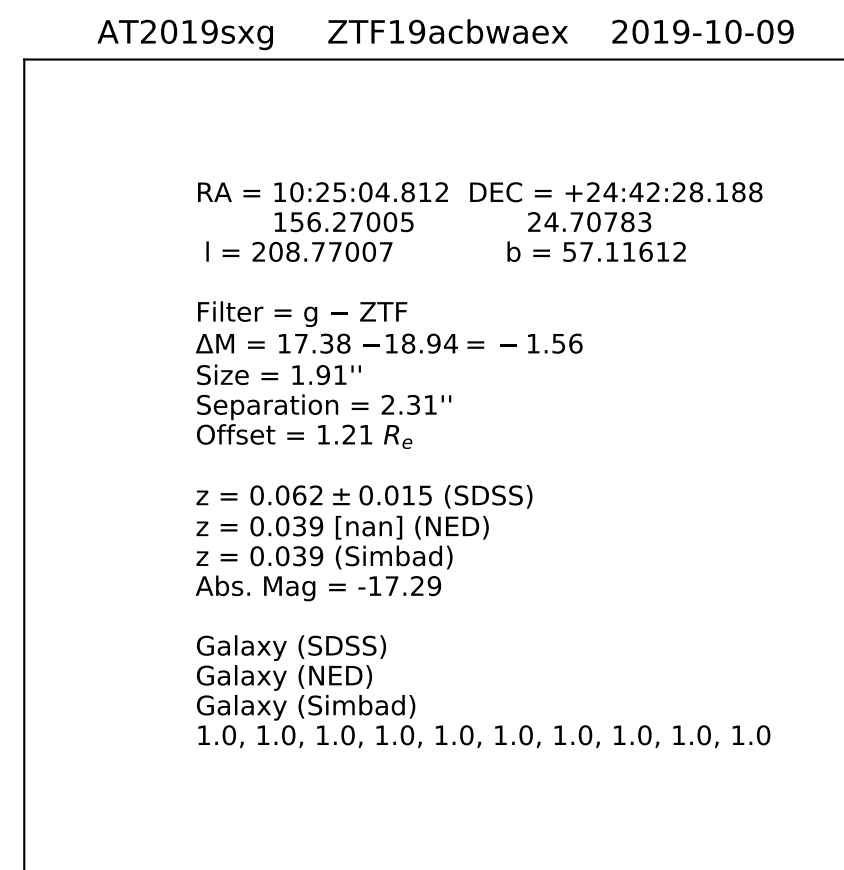 AT2019sxg ZTF19acbwaex 2019-10-09
RA = 10:25:04.812 DEC = +24:42:28.188
156.27005 24.70783
l = 208.77007 b = 57.11612
Filter = g − ZTF
ΔM = 17.38 −18.94 = − 1.56
Size = 1.91''
Separation = 2.31''
Offset = 1.21 Rₑ
z = 0.062 ± 0.015 (SDSS)
z = 0.039 [nan] (NED)
z = 0.039 (Simbad)
Abs. Mag = -17.29
Galaxy (SDSS)
Galaxy (NED)
Galaxy (Simbad)
1.0, 1.0, 1.0, 1.0, 1.0, 1.0, 1.0, 1.0, 1.0, 1.0